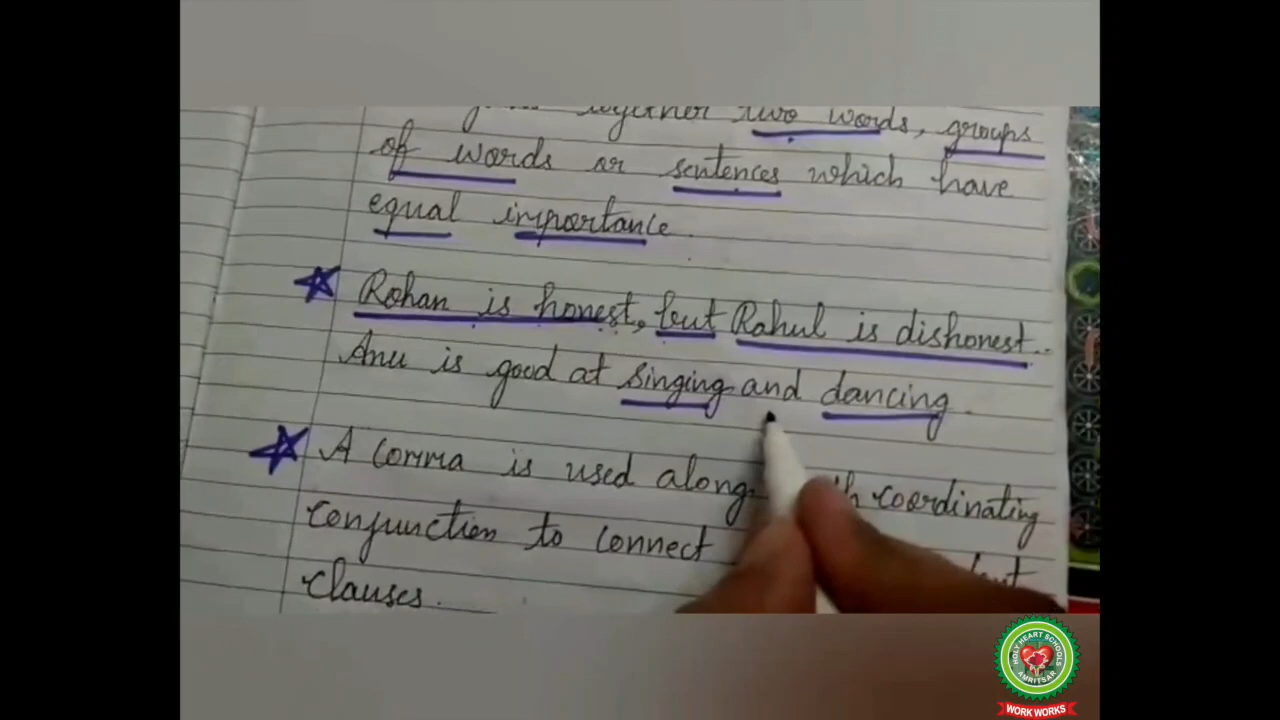 together two words, groups
of words or sentences which have
equal importance.
Rohan is honest, but Rahul is dishonest.
Anu is good at singing and dancing.
A comma is used along coordinating
conjunction to connect
clauses.
HOLY HEART SCHOOLS
AMRITSAR
WORK WORKS